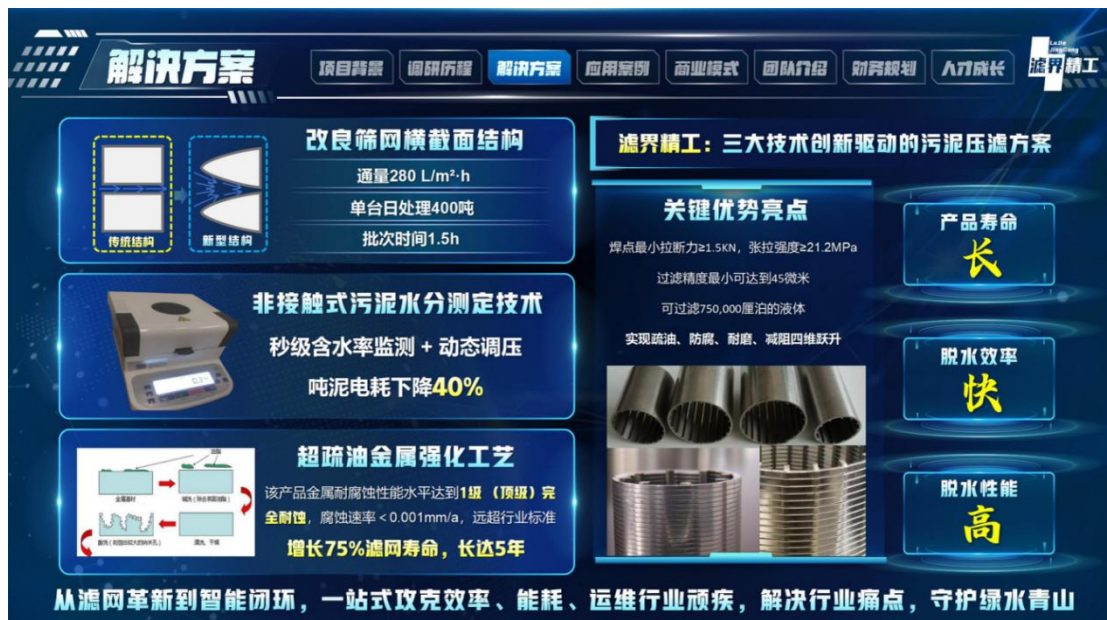 解决方案
项目背景
调研历程
解决方案
应用案例
商业模式
团队介绍
财务规划
人才成长
LvJie
JingGong
滤界精工
改良筛网横截面结构
通量280 L/m²·h
单台日处理400吨
批次时间1.5h
传统结构
新型结构
非接触式污泥水分测定技术
秒级含水率监测 + 动态调压
吨泥电耗下降40%
超疏油金属强化工艺
该产品金属耐腐蚀性能水平达到1级（顶级）完
全耐蚀，腐蚀速率＜0.001mm/a，远超行业标准
增长75%滤网寿命，长达5年
金属基材
清洗、干燥
滤界精工：三大技术创新驱动的污泥压滤方案
关键优势亮点
焊点最小拉断力≥1.5KN，张拉强度≥21.2MPa
过滤精度最小可达到45微米
可过滤750,000厘泊的液体
实现疏油、防腐、耐磨、减阻四维跃升
产品寿命
长
脱水效率
快
脱水性能
高
从滤网革新到智能闭环，一站式攻克效率、能耗、运维行业顽疾，解决行业痛点，守护绿水青山